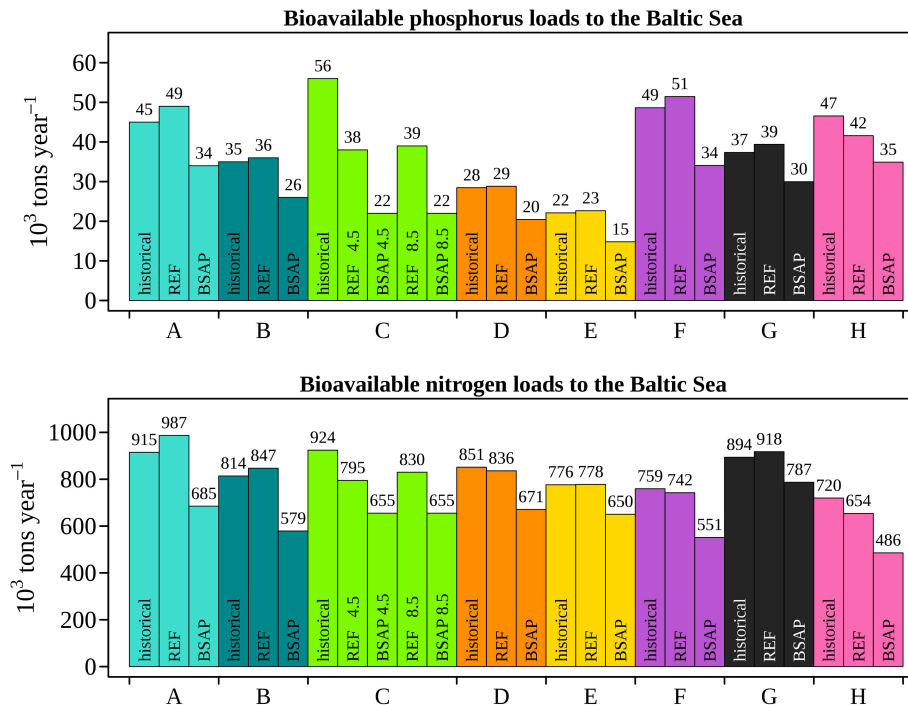 Bioavailable phosphorus loads to the Baltic Sea
10³ tons year⁻¹
60
50
40
30
20
10
0
45 49 34 35 36 26 56 38 22 39 22 28 29 20 22 23 15 49 51 34 37 39 30 47 42 35
historical REF BSAP historical REF BSAP historical REF 4.5 BSAP 4.5 REF 8.5 BSAP 8.5 historical REF BSAP historical REF BSAP historical REF BSAP historical REF BSAP historical REF BSAP
A B C D E F G H
Bioavailable nitrogen loads to the Baltic Sea
10³ tons year⁻¹
1000
800
600
400
200
0
915 987 685 814 847 579 924 795 655 830 655 851 836 671 776 778 650 759 742 551 894 918 787 720 654 486
historical REF BSAP historical REF BSAP historical REF 4.5 BSAP 4.5 REF 8.5 BSAP 8.5 historical REF BSAP historical REF BSAP historical REF BSAP historical REF BSAP historical REF BSAP
A B C D E F G H